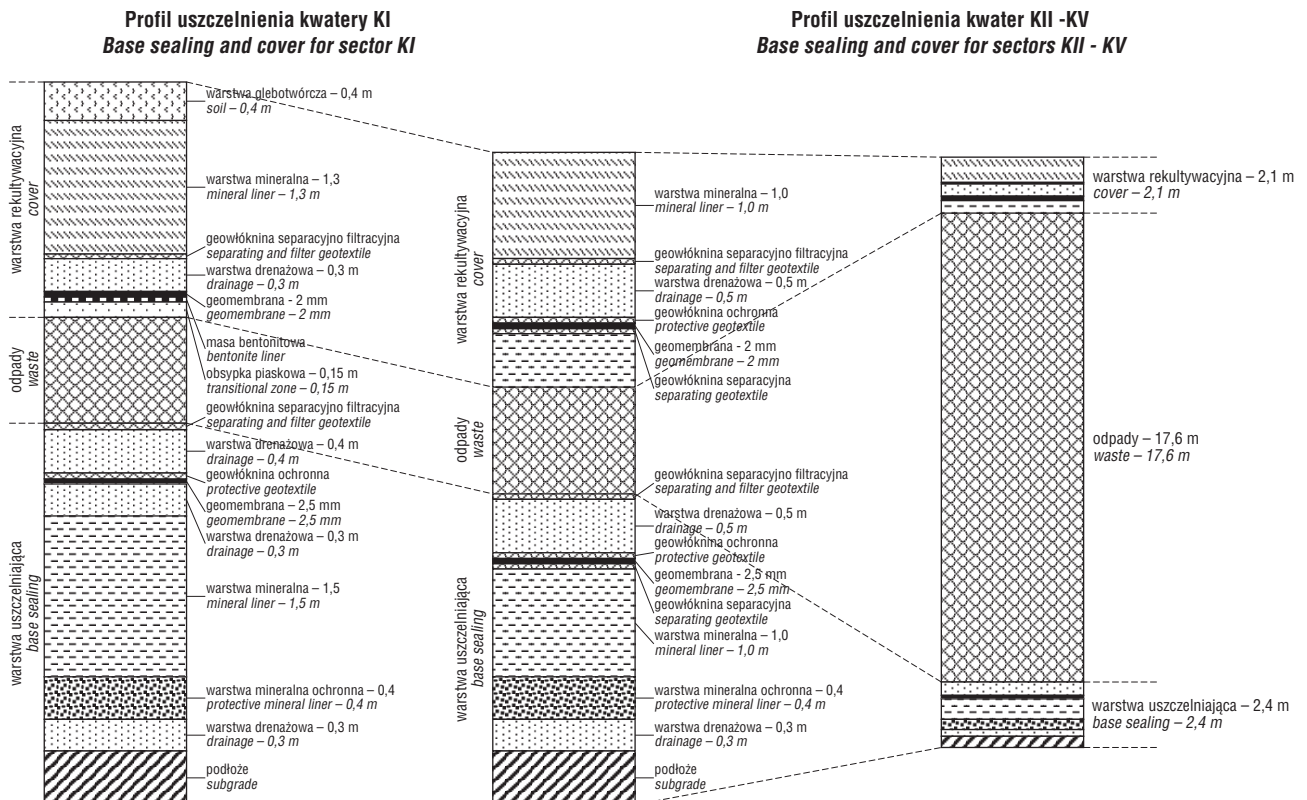 Profil uszczelnienia kwatery KI
Base sealing and cover for sector KI
Profil uszczelnienia kwater KII -KV
Base sealing and cover for sectors KII - KV
warstwa rekultywacyjna
cover
odpady
waste
warstwa uszczelniająca
base sealing
warstwa glebotwórcza – 0,4 m
soil – 0,4 m
warstwa mineralna – 1,3
mineral liner – 1,3 m
geowłóknina separacyjno filtracyjna
separating and filter geotextile
warstwa drenażowa – 0,3 m
drainage – 0,3 m
geomembrana - 2 mm
geomembrane – 2 mm
masa bentonitowa
bentonite liner
obsypka piaskowa – 0,15 m
transitional zone – 0,15 m
geowłóknina separacyjno filtracyjna
separating and filter geotextile
warstwa drenażowa – 0,4 m
drainage – 0,4 m
geowłóknina ochronna
protective geotextile
geomembrana – 2,5 mm
geomembrane – 2,5 mm
warstwa drenażowa – 0,3 m
drainage – 0,3 m
warstwa mineralna – 1,5
mineral liner – 1,5 m
warstwa mineralna ochronna – 0,4
protective mineral liner – 0,4 m
warstwa drenażowa – 0,3 m
drainage – 0,3 m
podłoże
subgrade
warstwa rekultywacyjna
cover
odpady
waste
warstwa uszczelniająca
base sealing
warstwa mineralna – 1,0
mineral liner – 1,0 m
geowłóknina separacyjno filtracyjna
separating and filter geotextile
warstwa drenażowa – 0,5 m
drainage – 0,5 m
geowłóknina ochronna
protective geotextile
geomembrana - 2 mm
geomembrane – 2 mm
geowłóknina separacyjna
separating geotextile
geowłóknina separacyjno filtracyjna
separating and filter geotextile
warstwa drenażowa – 0,5 m
drainage – 0,5 m
geowłóknina ochronna
protective geotextile
geomembrana - 2,5 mm
geomembrane – 2,5 mm
geowłóknina separacyjna
separating geotextile
warstwa mineralna – 1,0
mineral liner – 1,0 m
warstwa mineralna ochronna – 0,4
protective mineral liner – 0,4 m
warstwa drenażowa – 0,3 m
drainage – 0,3 m
podłoże
subgrade
warstwa rekultywacyjna – 2,1 m
cover – 2,1 m
odpady – 17,6 m
waste – 17,6 m
warstwa uszczelniająca – 2,4 m
base sealing – 2,4 m